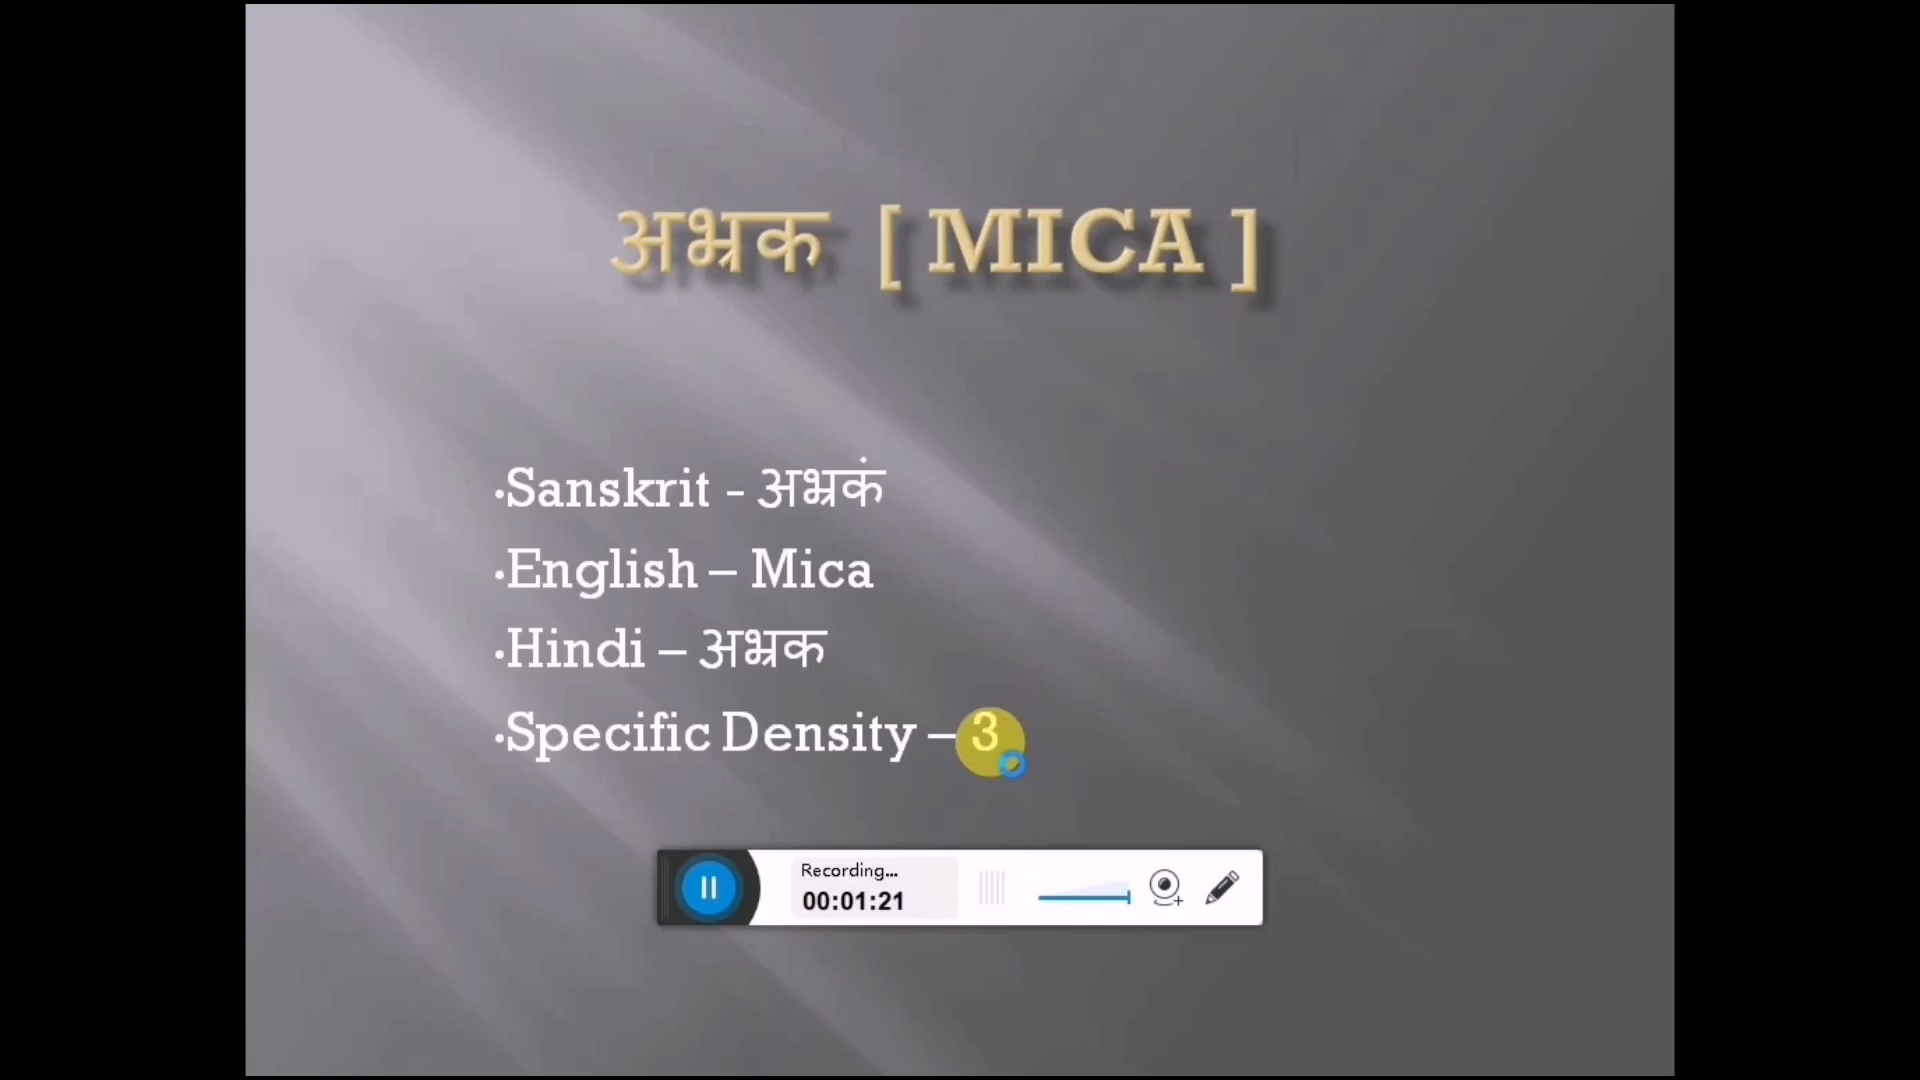 अभ्रक [ MICA ]
•Sanskrit - अभ्रकं
•English – Mica
•Hindi – अभ्रक
•Specific Density – 3
Recording...
00:01:21